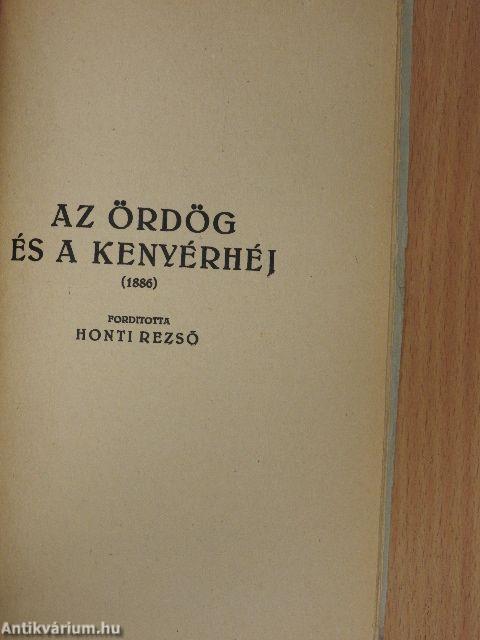 AZ ÖRDÖG
ÉS A KENYÉRHÉJ
(1886)
FORDITOTTA
HONTI REZSŐ
Antikvárium.hu